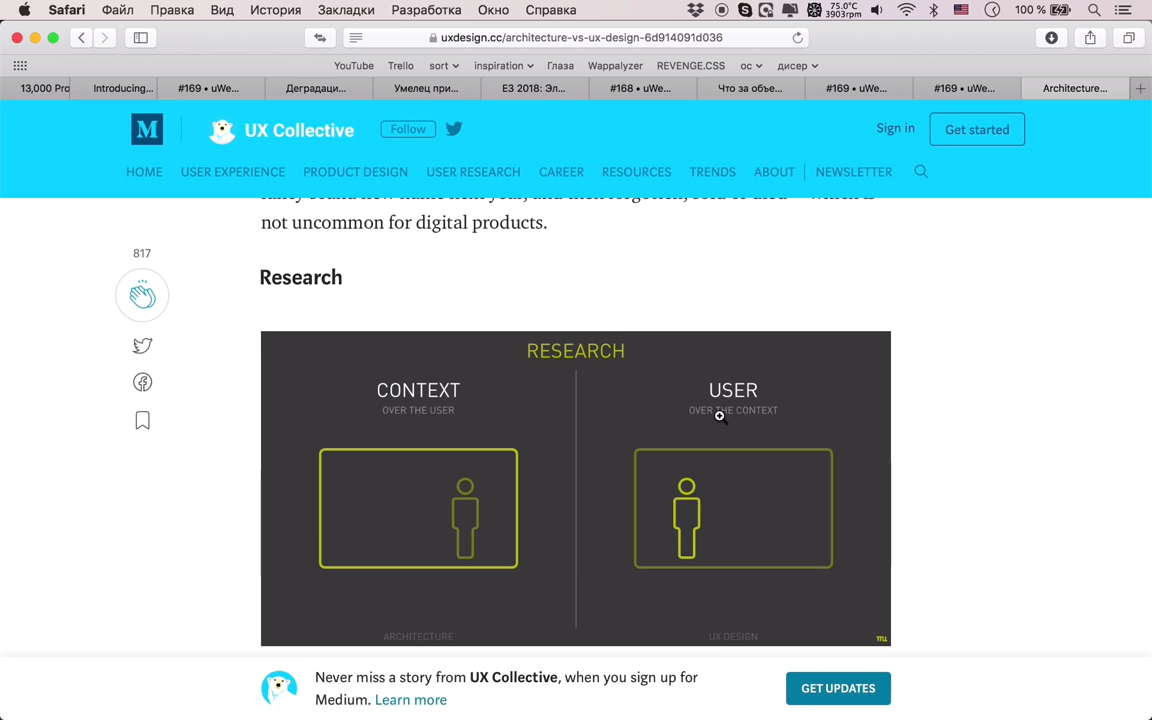 Safari Файл Правка Вид История Закладки Разработка Окно Справка 75.0°C 3903rpm 100 %
uxdesign.cc/architecture-vs-ux-design-6d914091d036
YouTube Trello sort inspiration Глаза Wappalyzer REVENGE.CSS ос дисер
13,000 Pro Introducing... #169 • uWe... Деградаци... Умелец при... E3 2018: Эл... #168 • uWe... Что за объе... #169 • uWe... #169 • uWe... Architecture...
M UX Collective Follow Sign in Get started
HOME USER EXPERIENCE PRODUCT DESIGN USER RESEARCH CAREER RESOURCES TRENDS ABOUT NEWSLETTER
not uncommon for digital products.
817
Research
RESEARCH
CONTEXT USER
OVER THE USER OVER THE CONTEXT
ARCHITECTURE UX DESIGN
Never miss a story from UX Collective, when you sign up for
Medium. Learn more
GET UPDATES